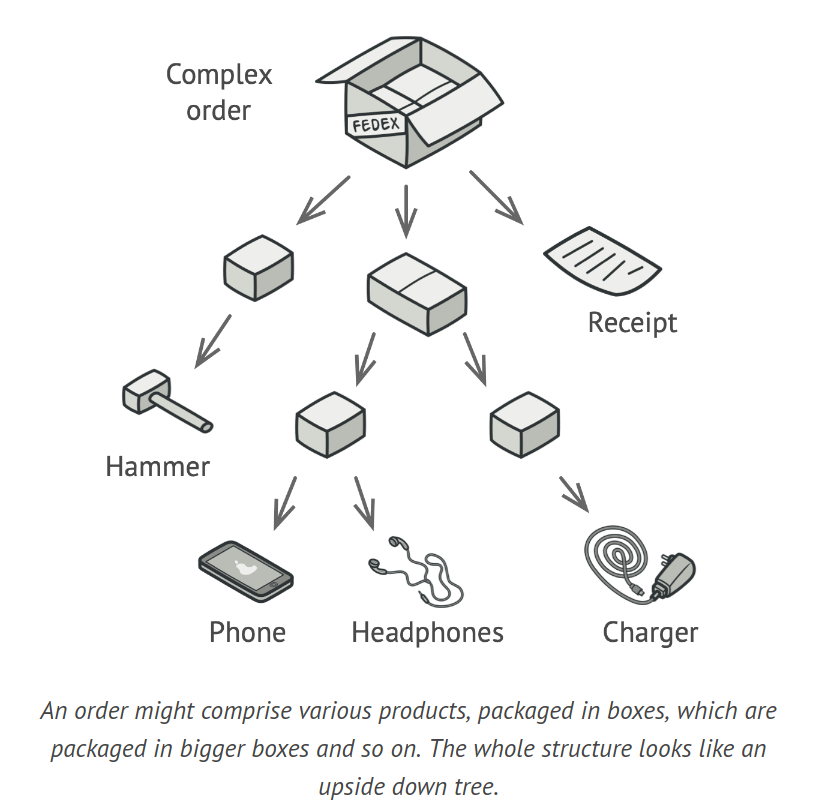 Complex
order
FEDEX
Receipt
Hammer
Phone
Headphones
Charger
An order might comprise various products, packaged in boxes, which are
packaged in bigger boxes and so on. The whole structure looks like an
upside down tree.